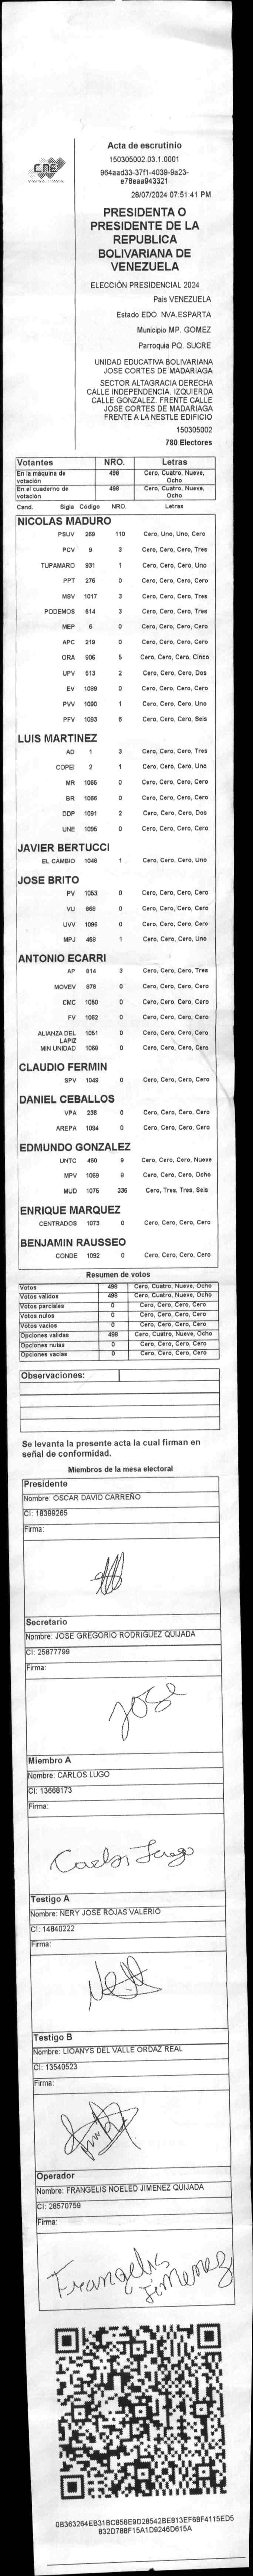 CNE
Acta de escrutinio
150305002.03.1.0001
964aad33-37f1-4039-9a23-
e78eaa943321
28/07/2024 07:51:41 PM
PRESIDENTA O
PRESIDENTE DE LA
REPUBLICA
BOLIVARIANA DE
VENEZUELA
ELECCIÓN PRESIDENCIAL 2024
País VENEZUELA
Estado EDO. NVA.ESPARTA
Municipio MP. GOMEZ
Parroquia PQ. SUCRE
UNIDAD EDUCATIVA BOLIVARIANA
JOSE CORTES DE MADARIAGA
SECTOR ALTAGRACIA DERECHA
CALLE INDEPENDENCIA. IZQUIERDA
CALLE GONZALEZ. FRENTE CALLE
JOSE CORTES DE MADARIAGA
FRENTE A LA NESTLE EDIFICIO
150305002
780 Electores
Votantes NRO. Letras
En la máquina de votación 498 Cero, Cuatro, Nueve, Ocho
En el cuaderno de votación 498 Cero, Cuatro, Nueve, Ocho
Cand. Sigla Código NRO. Letras
NICOLAS MADURO
PSUV 269 110 Cero, Uno, Uno, Cero
PCV 9 3 Cero, Cero, Cero, Tres
TUPAMARO 931 1 Cero, Cero, Cero, Uno
PPT 276 0 Cero, Cero, Cero, Cero
MSV 1017 3 Cero, Cero, Cero, Tres
PODEMOS 514 3 Cero, Cero, Cero, Tres
MEP 6 0 Cero, Cero, Cero, Cero
APC 219 0 Cero, Cero, Cero, Cero
ORA 906 5 Cero, Cero, Cero, Cinco
UPV 513 2 Cero, Cero, Cero, Dos
EV 1089 0 Cero, Cero, Cero, Cero
PVV 1090 1 Cero, Cero, Cero, Uno
PFV 1093 6 Cero, Cero, Cero, Seis
LUIS MARTINEZ
AD 1 3 Cero, Cero, Cero, Tres
COPEI 2 1 Cero, Cero, Cero, Uno
MR 1065 0 Cero, Cero, Cero, Cero
BR 1066 0 Cero, Cero, Cero, Cero
DDP 1091 2 Cero, Cero, Cero, Dos
UNE 1095 0 Cero, Cero, Cero, Cero
JAVIER BERTUCCI
EL CAMBIO 1048 1 Cero, Cero, Cero, Uno
JOSE BRITO
PV 1053 0 Cero, Cero, Cero, Cero
VU 868 0 Cero, Cero, Cero, Cero
UVV 1096 0 Cero, Cero, Cero, Cero
MPJ 459 1 Cero, Cero, Cero, Uno
ANTONIO ECARRI
AP 814 3 Cero, Cero, Cero, Tres
MOVEV 878 0 Cero, Cero, Cero, Cero
CMC 1050 0 Cero, Cero, Cero, Cero
FV 1062 0 Cero, Cero, Cero, Cero
ALIANZA DEL LAPIZ 1051 0 Cero, Cero, Cero, Cero
MIN UNIDAD 1068 0 Cero, Cero, Cero, Cero
CLAUDIO FERMIN
SPV 1049 0 Cero, Cero, Cero, Cero
DANIEL CEBALLOS
VPA 238 0 Cero, Cero, Cero, Cero
AREPA 1094 0 Cero, Cero, Cero, Cero
EDMUNDO GONZALEZ
UNTC 460 9 Cero, Cero, Cero, Nueve
MPV 1069 8 Cero, Cero, Cero, Ocho
MUD 1075 336 Cero, Tres, Tres, Seis
ENRIQUE MARQUEZ
CENTRADOS 1073 0 Cero, Cero, Cero, Cero
BENJAMIN RAUSSEO
CONDE 1092 0 Cero, Cero, Cero, Cero
Resumen de votos
Votos 498 Cero, Cuatro, Nueve, Ocho
Votos validos 498 Cero, Cuatro, Nueve, Ocho
Votos parciales 0 Cero, Cero, Cero, Cero
Votos nulos 0 Cero, Cero, Cero, Cero
Votos vacios 0 Cero, Cero, Cero, Cero
Opciones validas 498 Cero, Cuatro, Nueve, Ocho
Opciones nulas 0 Cero, Cero, Cero, Cero
Opciones vacias 0 Cero, Cero, Cero, Cero
Observaciones:
Se levanta la presente acta la cual firman en
señal de conformidad.
Miembros de la mesa electoral
Presidente
Nombre: OSCAR DAVID CARREÑO
CI: 18399265
Firma:
Secretario
Nombre: JOSE GREGORIO RODRIGUEZ QUIJADA
CI: 25877799
Firma:
Jose
Miembro A
Nombre: CARLOS LUGO
CI: 13668173
Firma:
Carlos Lugo
Testigo A
Nombre: NERY JOSE ROJAS VALERIO
CI: 14840222
Firma:
Testigo B
Nombre: LIOANYS DEL VALLE ORDAZ REAL
CI: 13540523
Firma:
Operador
Nombre: FRANGELIS NOELED JIMENEZ QUIJADA
CI: 28570759
Firma:
Frangelis
Jimenez
0B363264EB31BC858E9D28542BE813EF68F4115ED5
832D788F15A1D9246D615A